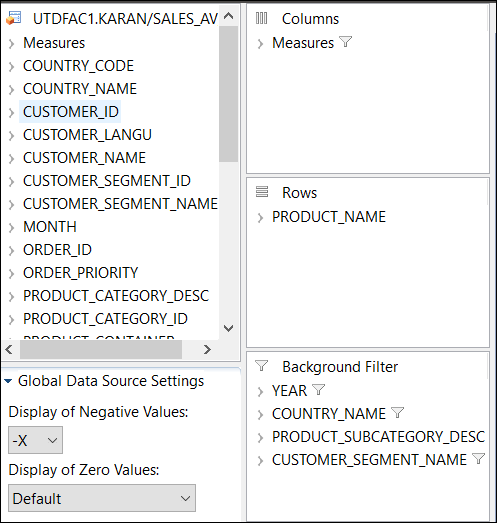 UTDFAC1.KARAN/SALES_AV
Measures
COUNTRY_CODE
COUNTRY_NAME
CUSTOMER_ID
CUSTOMER_LANGU
CUSTOMER_NAME
CUSTOMER_SEGMENT_ID
CUSTOMER_SEGMENT_NAME
MONTH
ORDER_ID
ORDER_PRIORITY
PRODUCT_CATEGORY_DESC
PRODUCT_CATEGORY_ID
PRODUCT_CONTAINER
Global Data Source Settings
Display of Negative Values:
-X
Display of Zero Values:
Default
Columns
Measures
Rows
PRODUCT_NAME
Background Filter
YEAR
COUNTRY_NAME
PRODUCT_SUBCATEGORY_DESC
CUSTOMER_SEGMENT_NAME